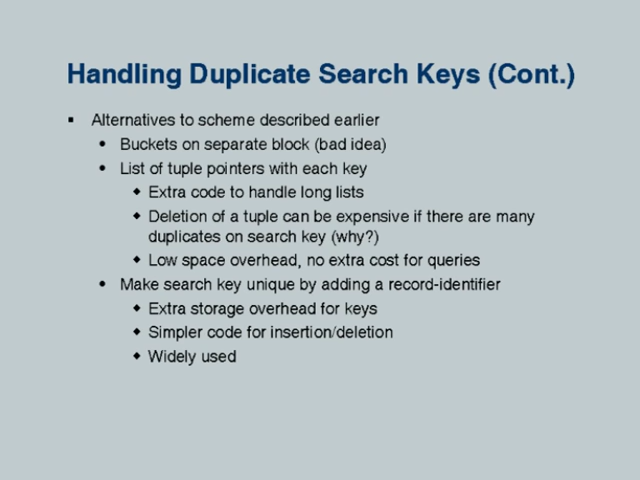 Handling Duplicate Search Keys (Cont.)
▪ Alternatives to scheme described earlier
• Buckets on separate block (bad idea)
• List of tuple pointers with each key
◆ Extra code to handle long lists
◆ Deletion of a tuple can be expensive if there are many
duplicates on search key (why?)
◆ Low space overhead, no extra cost for queries
• Make search key unique by adding a record-identifier
◆ Extra storage overhead for keys
◆ Simpler code for insertion/deletion
◆ Widely used